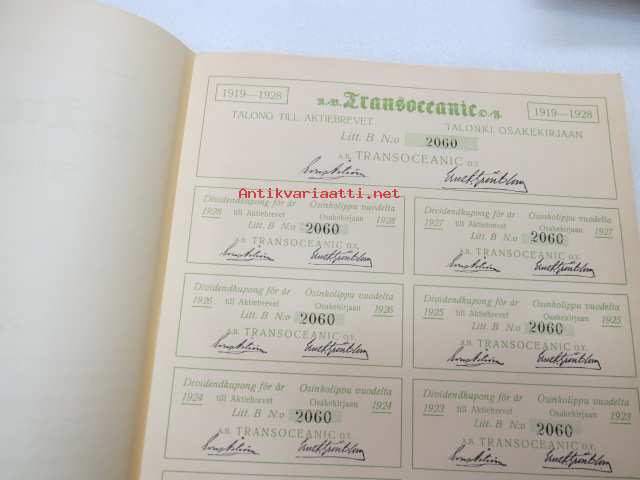 1919—1928
A.B. Transoceanic O.Y.
1919—1928
TALONG TILL AKTIEBREVET
TALONKI OSAKEKIRJAAN
Litt. B N:o 2060
A.B. TRANSOCEANIC O.Y.
Antikvariaatti.net
Dividendkupong för år Osinkolippu vuodelta
1928 till Aktiebrevet Osakekirjaan 1928
Litt. B N:o 2060
A.B. TRANSOCEANIC O.Y.
Dividendkupong för år Osinkolippu vuodelta
1927 till Aktiebrevet Osakekirjaan 1927
Litt. B N:o 2060
A.B. TRANSOCEANIC O.Y.
Dividendkupong för år Osinkolippu vuodelta
1926 till Aktiebrevet Osakekirjaan 1926
Litt. B N:o 2060
A.B. TRANSOCEANIC O.Y.
Dividendkupong för år Osinkolippu vuodelta
1925 till Aktiebrevet Osakekirjaan 1925
Litt. B N:o 2060
A.B. TRANSOCEANIC O.Y.
Dividendkupong för år Osinkolippu vuodelta
1924 till Aktiebrevet Osakekirjaan 1924
Litt. B N:o 2060
A.B. TRANSOCEANIC O.Y.
Dividendkupong för år Osinkolippu vuodelta
1923 till Aktiebrevet Osakekirjaan 1923
Litt. B N:o 2060
A.B. TRANSOCEANIC O.Y.